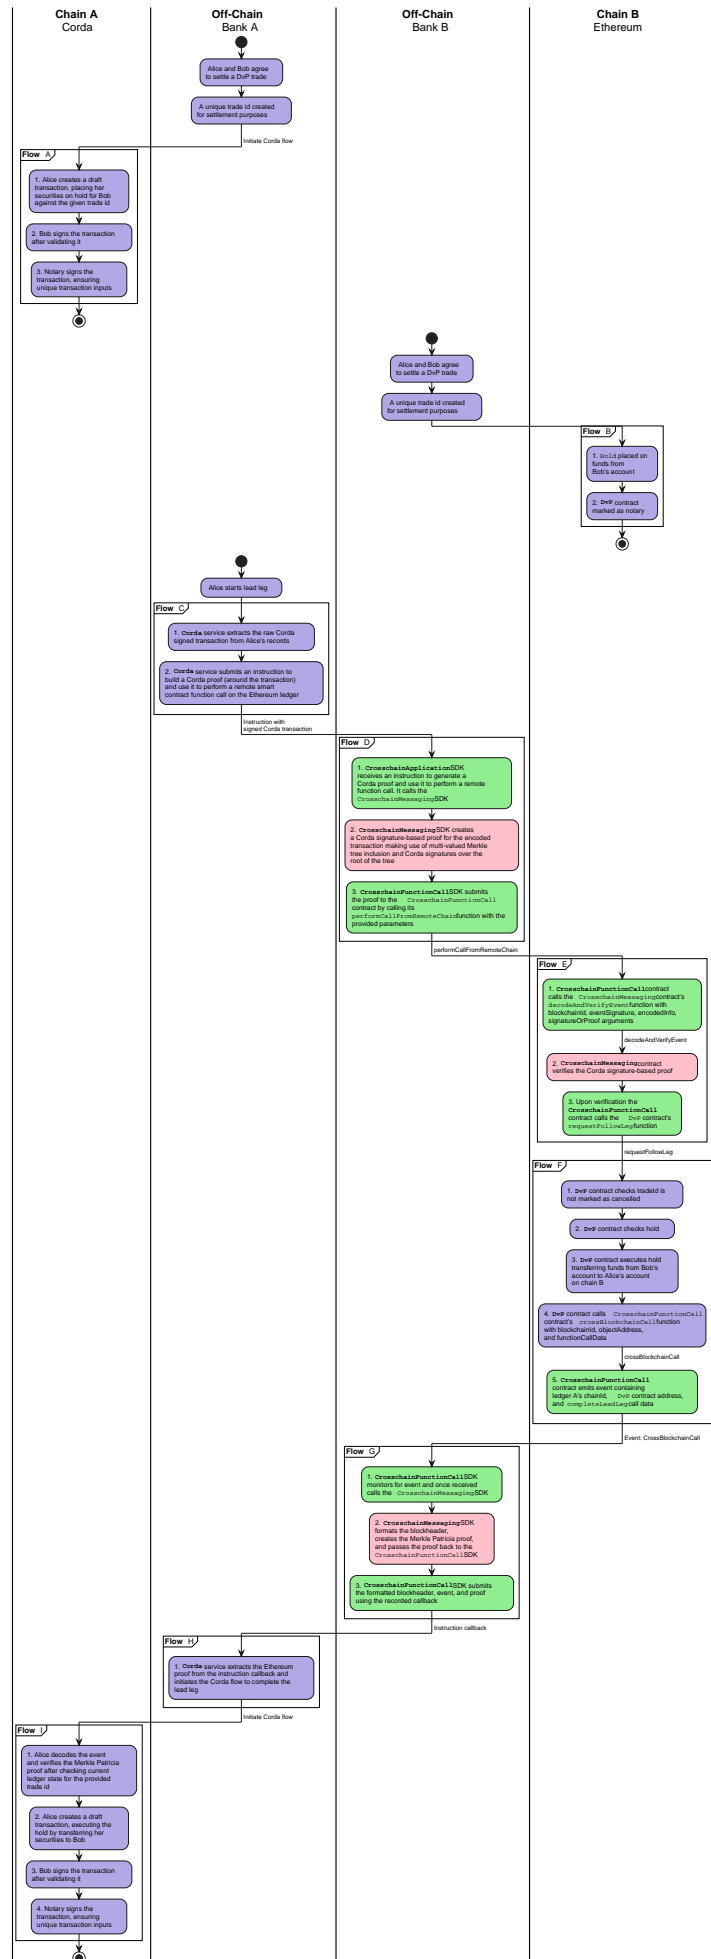 Chain A
Corda
Off-Chain
Bank A
Off-Chain
Bank B
Chain B
Ethereum
Alice and Bob agree
to settle a DvP trade
A unique trade id created
for settlement purposes
Initiate Corda flow
Flow A
1. Alice creates a draft
transaction, placing her
securities on hold for Bob
against the given trade id
2. Bob signs the transaction
after validating it
3. Notary signs the
transaction, ensuring
unique transaction inputs
Alice and Bob agree
to settle a DvP trade
A unique trade id created
for settlement purposes
Flow B
1. Hold placed on
funds from
Bob's account
2. DvP contract
marked as notary
Alice starts lead leg
Flow C
1. Corda service extracts the raw Corda
signed transaction from Alice's records
2. Corda service submits an instruction to
build a Corda proof (around the transaction)
and use it to perform a remote smart
contract function call on the Ethereum ledger
Instruction with
signed Corda transaction
Flow D
1. CrosschainApplicationSDK
receives an instruction to generate a
Corda proof and use it to perform a remote
function call. It calls the
CrosschainMessagingSDK
2. CrosschainMessagingSDK creates
a Corda signature-based proof for the encoded
transaction making use of multi-valued Merkle
tree inclusion and Corda signatures over the
root of the tree
3. CrosschainFunctionCallSDK submits
the proof to the CrosschainFunctionCall
contract by calling its
performCallFromRemoteChainfunction with the
provided parameters
performCallFromRemoteChain
Flow E
1. CrosschainFunctionCallcontract
calls the CrosschainMessagingcontract's
decodeAndVerifyEventfunction with
blockchainId, eventSignature, encodedInfo,
signatureOrProof arguments
decodeAndVerifyEvent
2. CrosschainMessagingcontract
verifies the Corda signature-based proof
3. Upon verification the
CrosschainFunctionCall
contract calls the DvP contract's
requestFollowLegfunction
requestFollowLeg
Flow F
1. DvP contract checks tradeId is
not marked as cancelled
2. DvP contract checks hold
3. DvP contract executes hold
transferring funds from Bob's
account to Alice's account
on chain B
4. DvP contract calls CrosschainFunctionCall
contract's crossBlockchainCallfunction
with blockchainId, objectAddress,
and functionCallData
crossBlockchainCall
5. CrosschainFunctionCall
contract emits event containing
ledger A's chainId, DvP contract address,
and completeLeadLegcall data
Event: CrossBlockchainCall
Flow G
1. CrosschainFunctionCallSDK
monitors for event and once received
calls the CrosschainMessagingSDK
2. CrosschainMessagingSDK
formats the blockheader,
creates the Merkle Patricia proof,
and passes the proof back to the
CrosschainFunctionCallSDK
3. CrosschainFunctionCallSDK submits
the formatted blockheader, event, and proof
using the recorded callback
Instruction callback
Flow H
1. Corda service extracts the Ethereum
proof from the instruction callback and
initiates the Corda flow to complete the
lead leg
Initiate Corda flow
Flow I
1. Alice decodes the event
and verifies the Merkle Patricia
proof after checking current
ledger state for the provided
trade id
2. Alice creates a draft
transaction, executing the
hold by transferring her
securities to Bob
3. Bob signs the transaction
after validating it
4. Notary signs the
transaction, ensuring
unique transaction inputs